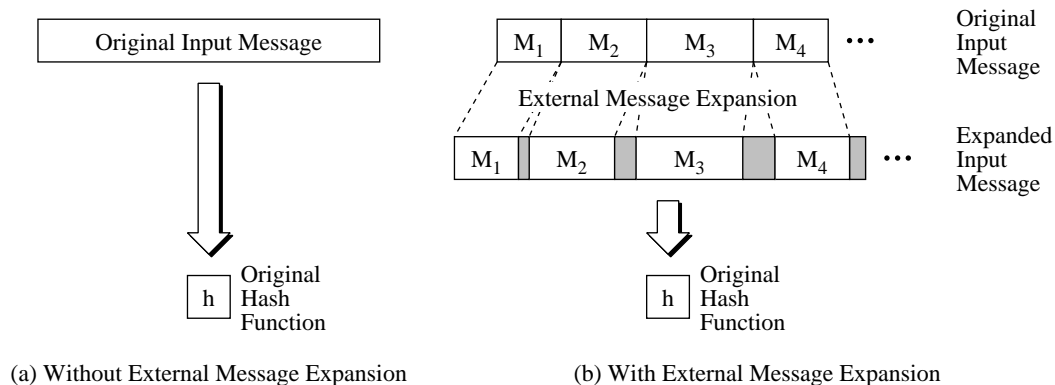 Original Input Message
h
Original
Hash
Function
(a) Without External Message Expansion
M1 M2 M3 M4 •••
Original
Input
Message
External Message Expansion
M1 M2 M3 M4 •••
Expanded
Input
Message
h
Original
Hash
Function
(b) With External Message Expansion